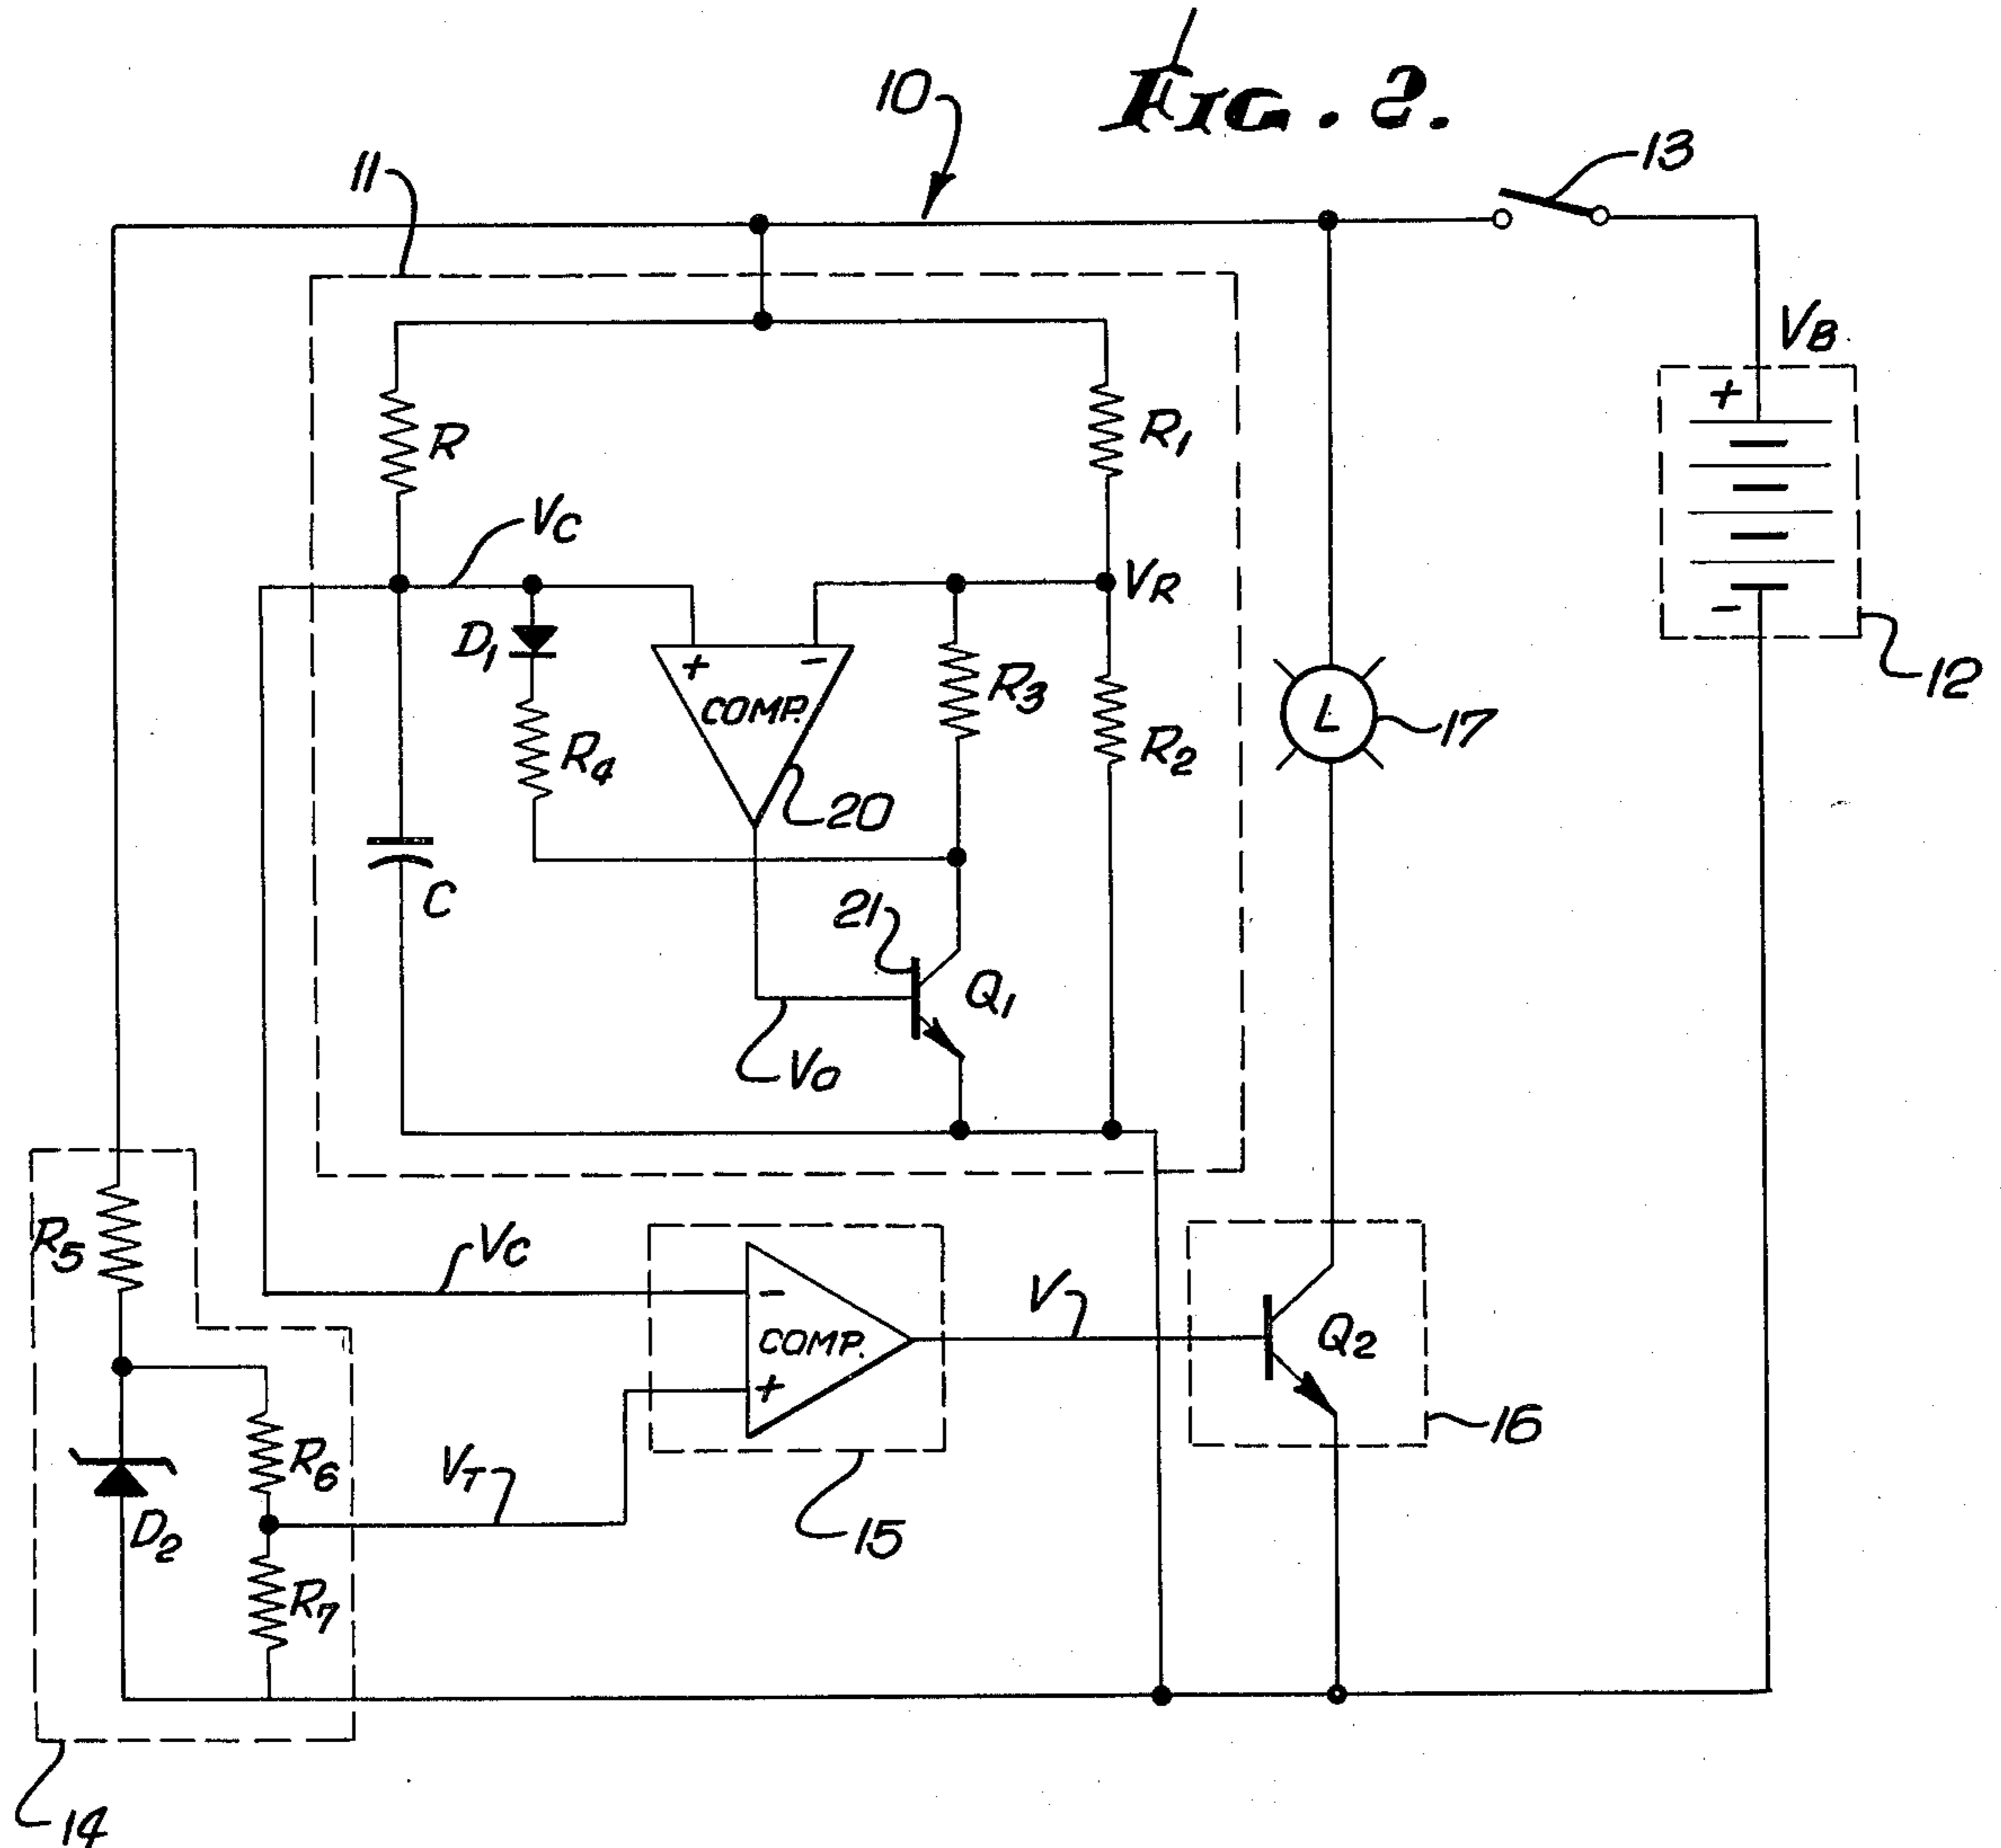 FIG. 2.
10
11
13
VB
+
R
R1
VC
VR
D1
+
-
COMP.
R3
-
12
L
17
R4
R2
20
C
21
Q1
VO
R5
VC
-
COMP.
+
V
Q2
16
R6
VT
D2
15
R7
14